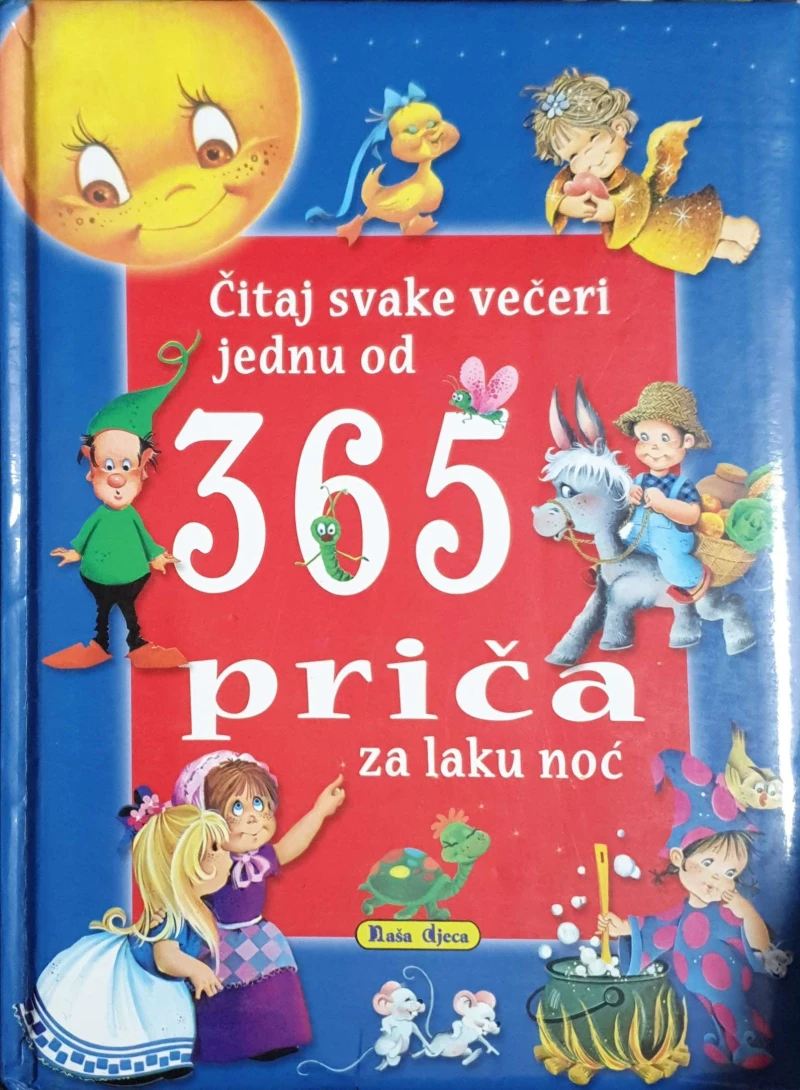 Čitaj svake večeri
jednu od
365
priča
za laku noć
Naša djeca